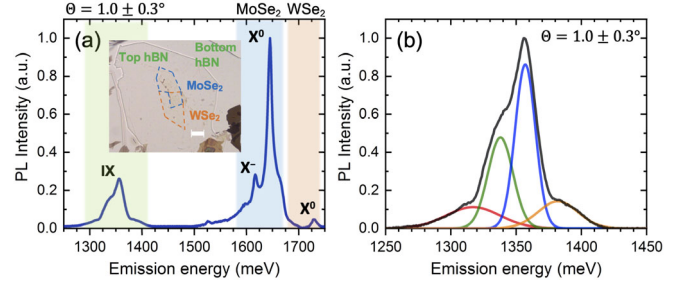 Θ = 1.0 ± 0.3°
MoSe₂ WSe₂
(a)
X⁰
Top hBN
Bottom
hBN
MoSe₂
WSe₂
IX
X⁻
X⁰
PL Intensity (a.u.)
1.0
0.8
0.6
0.4
0.2
0.0
1300 1400 1500 1600 1700
Emission energy (meV)
(b)
Θ = 1.0 ± 0.3°
PL Intensity (a.u.)
1.0
0.8
0.6
0.4
0.2
0.0
1250 1300 1350 1400 1450
Emission energy (meV)